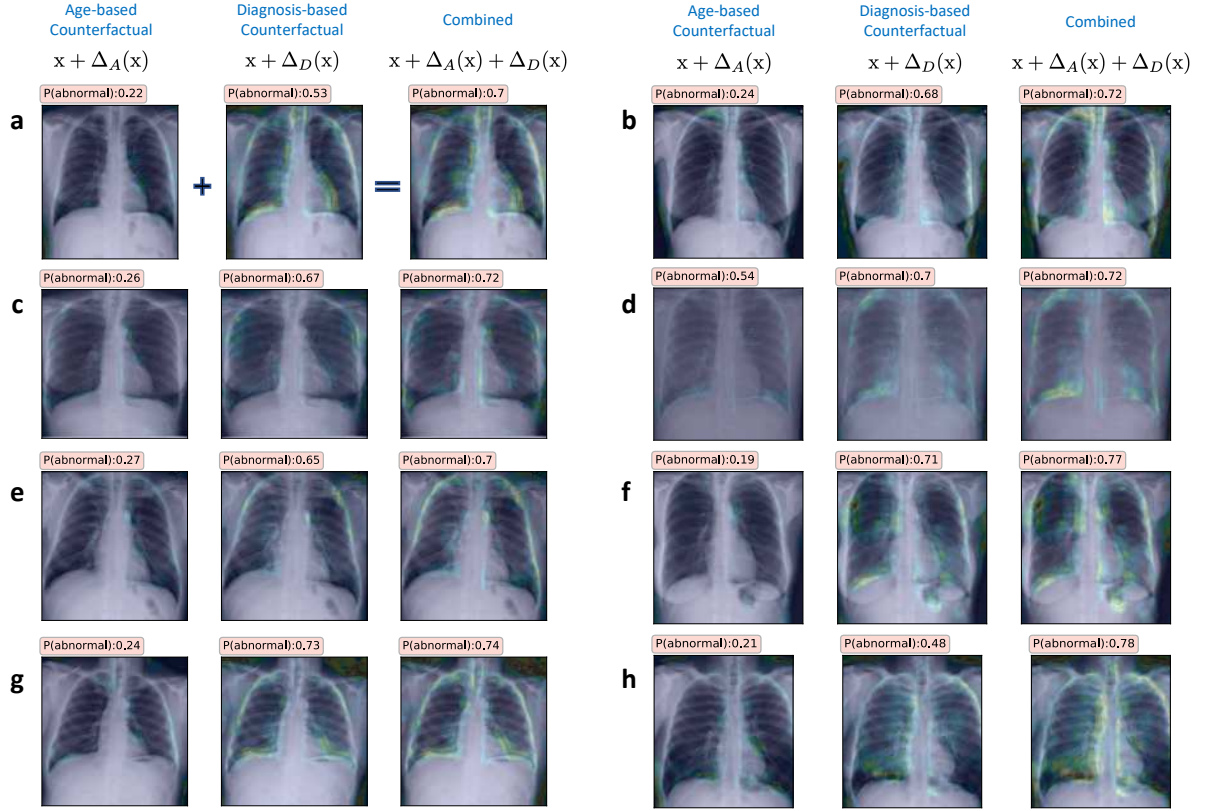 Age-based
Counterfactual
Diagnosis-based
Counterfactual
Combined
x + Δ_A(x)
x + Δ_D(x)
x + Δ_A(x) + Δ_D(x)
Age-based
Counterfactual
Diagnosis-based
Counterfactual
Combined
x + Δ_A(x)
x + Δ_D(x)
x + Δ_A(x) + Δ_D(x)
a
P(abnormal):0.22
+
P(abnormal):0.53
=
P(abnormal):0.7
b
P(abnormal):0.24
P(abnormal):0.68
P(abnormal):0.72
c
P(abnormal):0.26
P(abnormal):0.67
P(abnormal):0.72
d
P(abnormal):0.54
P(abnormal):0.7
P(abnormal):0.72
e
P(abnormal):0.27
P(abnormal):0.65
P(abnormal):0.7
f
P(abnormal):0.19
P(abnormal):0.71
P(abnormal):0.77
g
P(abnormal):0.24
P(abnormal):0.73
P(abnormal):0.74
h
P(abnormal):0.21
P(abnormal):0.48
P(abnormal):0.78